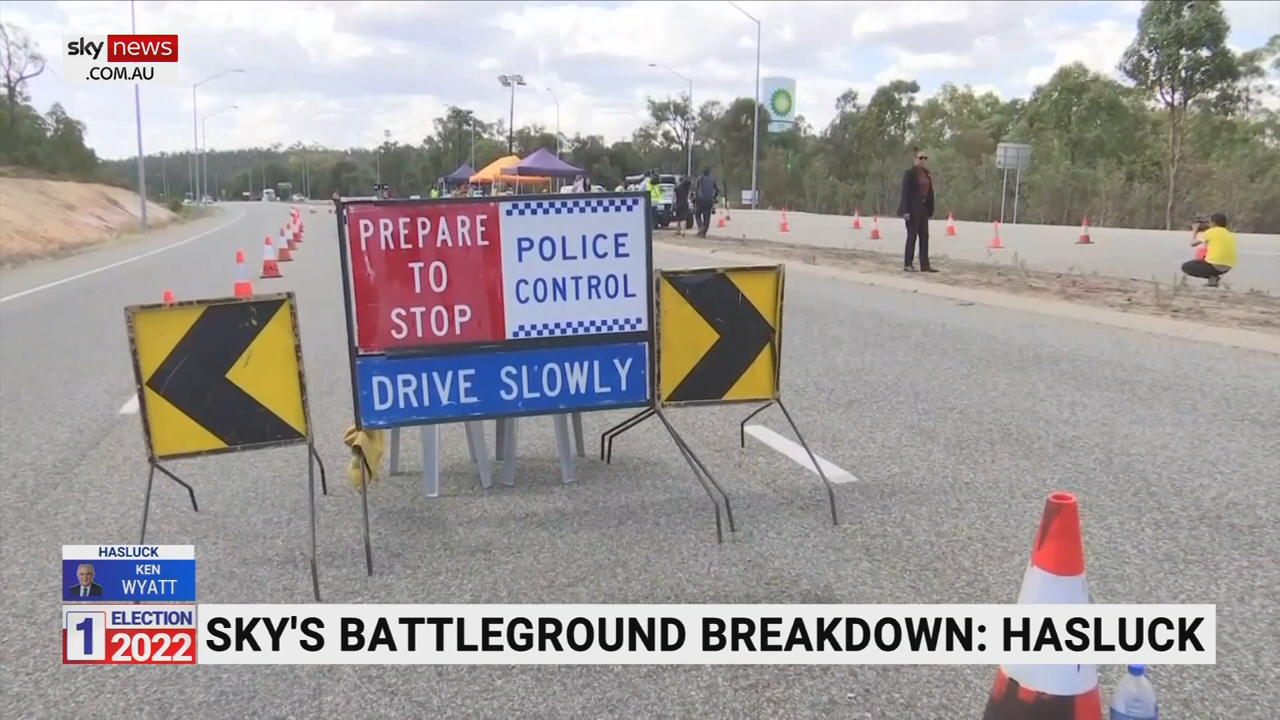 sky news
.COM.AU
bp
PREPARE
TO
STOP
POLICE
CONTROL
DRIVE SLOWLY
HASLUCK
KEN
WYATT
1 ELECTION
2022
SKY'S BATTLEGROUND BREAKDOWN: HASLUCK